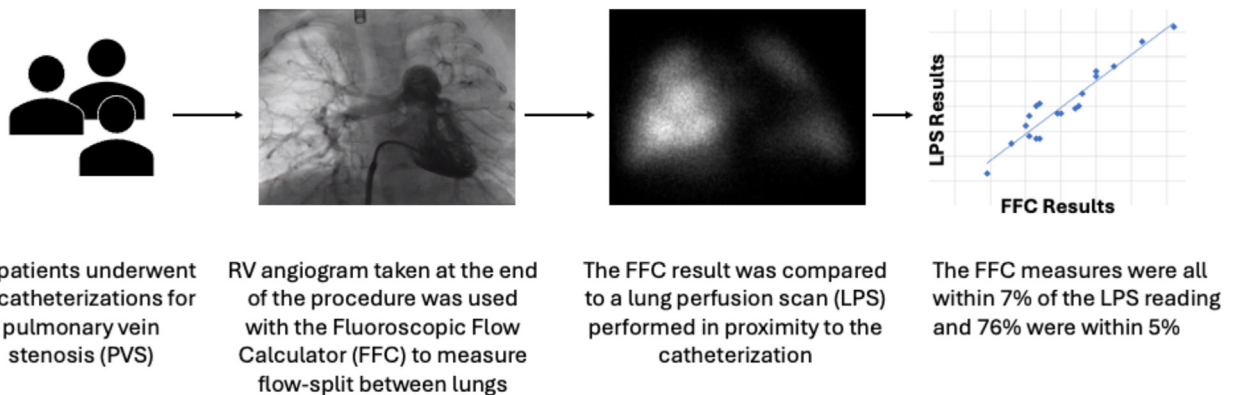 LPS Results
FFC Results
patients underwent
catheterizations for
pulmonary vein
stenosis (PVS)
RV angiogram taken at the end
of the procedure was used
with the Fluoroscopic Flow
Calculator (FFC) to measure
flow-split between lungs
The FFC result was compared
to a lung perfusion scan (LPS)
performed in proximity to the
catheterization
The FFC measures were all
within 7% of the LPS reading
and 76% were within 5%